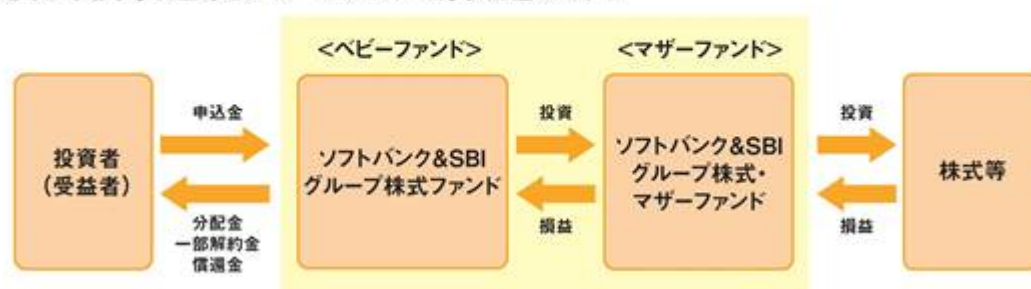 ＜ベビーファンド＞
＜マザーファンド＞
投資者
（受益者）
申込金
分配金
一部解約金
償還金
ソフトバンク&SBI
グループ株式ファンド
投資
損益
ソフトバンク&SBI
グループ株式・
マザーファンド
投資
損益
株式等